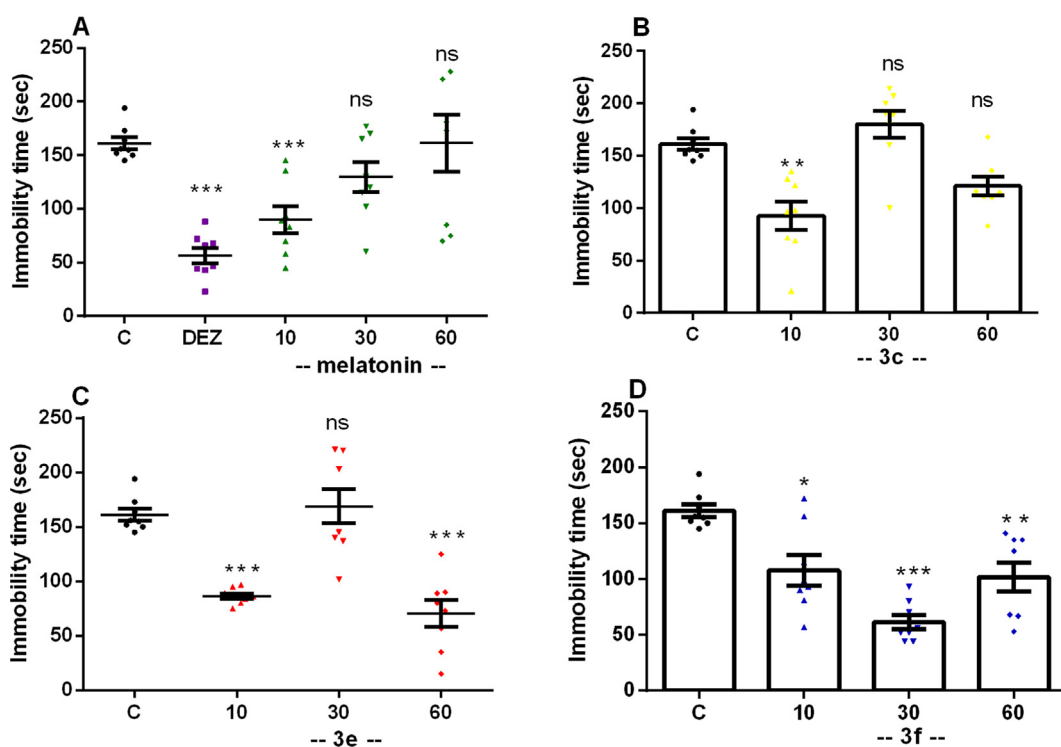 A
Immobility time (sec)
250
200
150
100
50
0
***
***
ns
ns
C DEZ 10 30 60
-- melatonin --
B
Immobility time (sec)
250
200
150
100
50
0
**
ns
ns
C 10 30 60
-- 3c --
C
Immobility time (sec)
250
200
150
100
50
0
***
ns
***
C 10 30 60
-- 3e --
D
Immobility time (sec)
250
200
150
100
50
0
*
***
**
C 10 30 60
-- 3f --